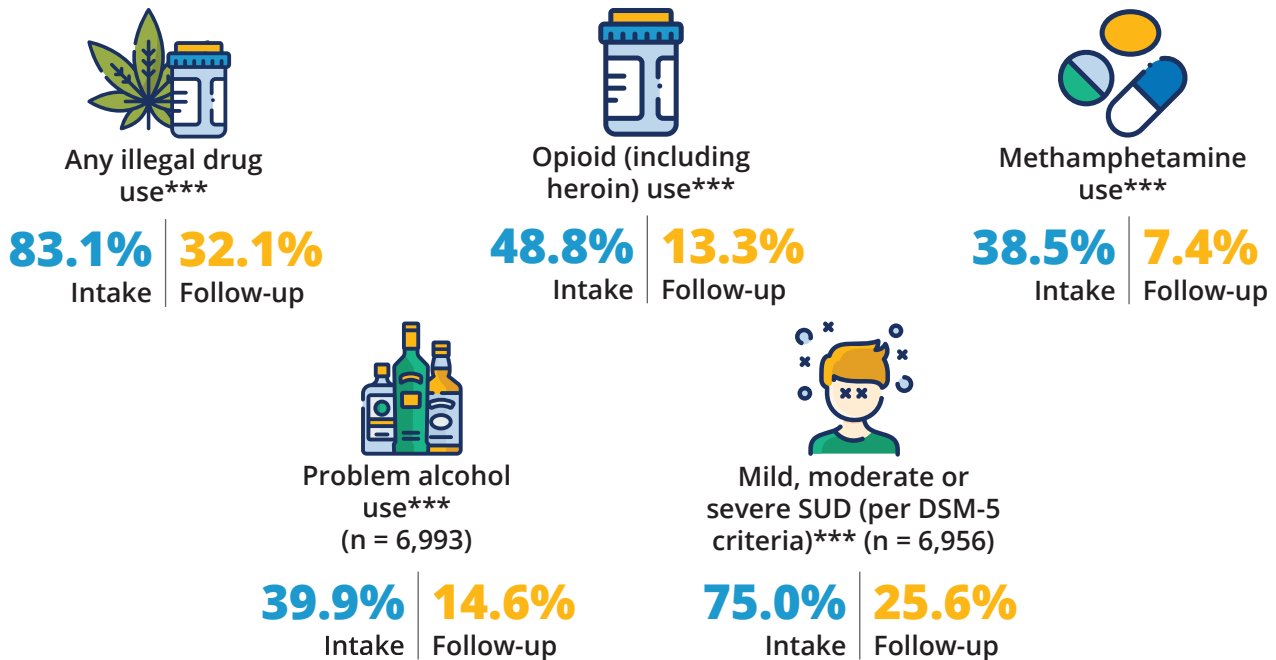 Any illegal drug
use***
83.1% 32.1%
Intake Follow-up
Opioid (including
heroin) use***
48.8% 13.3%
Intake Follow-up
Methamphetamine
use***
38.5% 7.4%
Intake Follow-up
Problem alcohol
use***
(n = 6,993)
39.9% 14.6%
Intake Follow-up
Mild, moderate or
severe SUD (per DSM-5
criteria)*** (n = 6,956)
75.0% 25.6%
Intake Follow-up